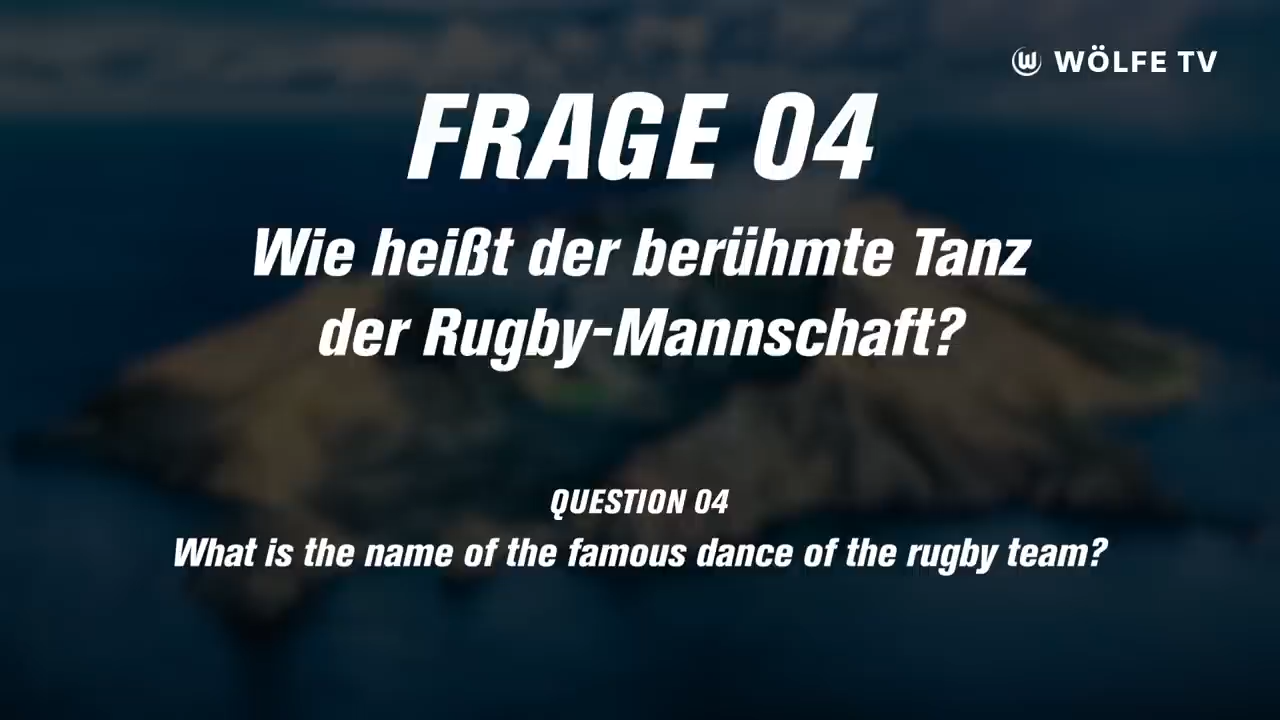 WÖLFE TV
FRAGE 04
Wie heißt der berühmte Tanz
der Rugby-Mannschaft?
QUESTION 04
What is the name of the famous dance of the rugby team?